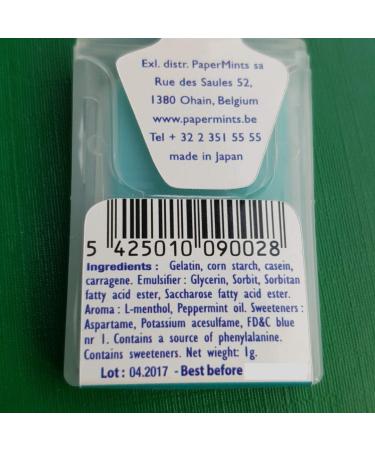 Exl. distr. PaperMints sa
Rue des Saules 52,
1380 Ohain, Belgium
www.papermints.be
Tel + 32 2 351 55 55
made in Japan
5 425010 090028
Ingredients : Gelatin, corn starch, casein,
carragene. Emulsifier : Glycerin, Sorbit, Sorbitan
fatty acid ester, Saccharose fatty acid ester.
Aroma : L-menthol, Peppermint oil. Sweeteners :
Aspartame, Potassium acesulfame, FD&C blue
nr 1. Contains a source of phenylalanine.
Contains sweeteners. Net weight: 1g.
Lot : 04.2017 - Best before